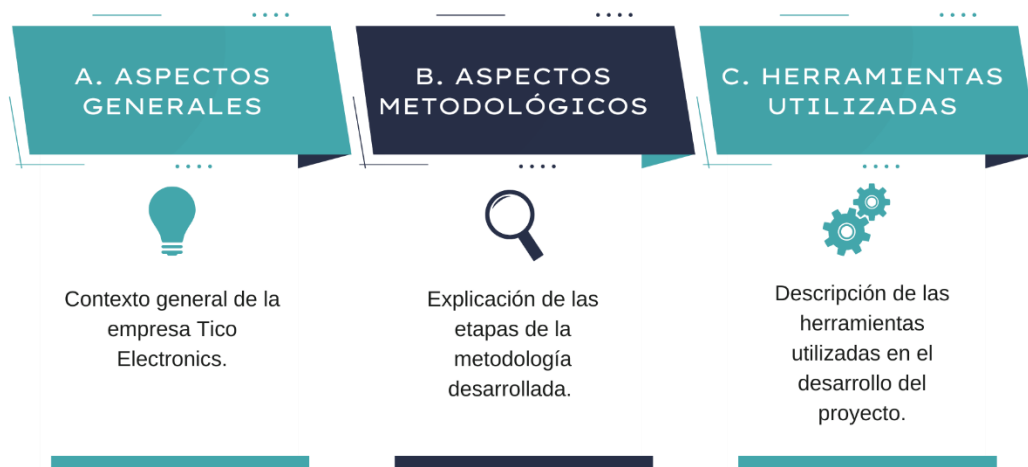 A. ASPECTOS
GENERALES
Contexto general de la
empresa Tico
Electronics.
B. ASPECTOS
METODOLÓGICOS
Explicación de las
etapas de la
metodología
desarrollada.
C. HERRAMIENTAS
UTILIZADAS
Descripción de las
herramientas
utilizadas en el
desarrollo del
proyecto.